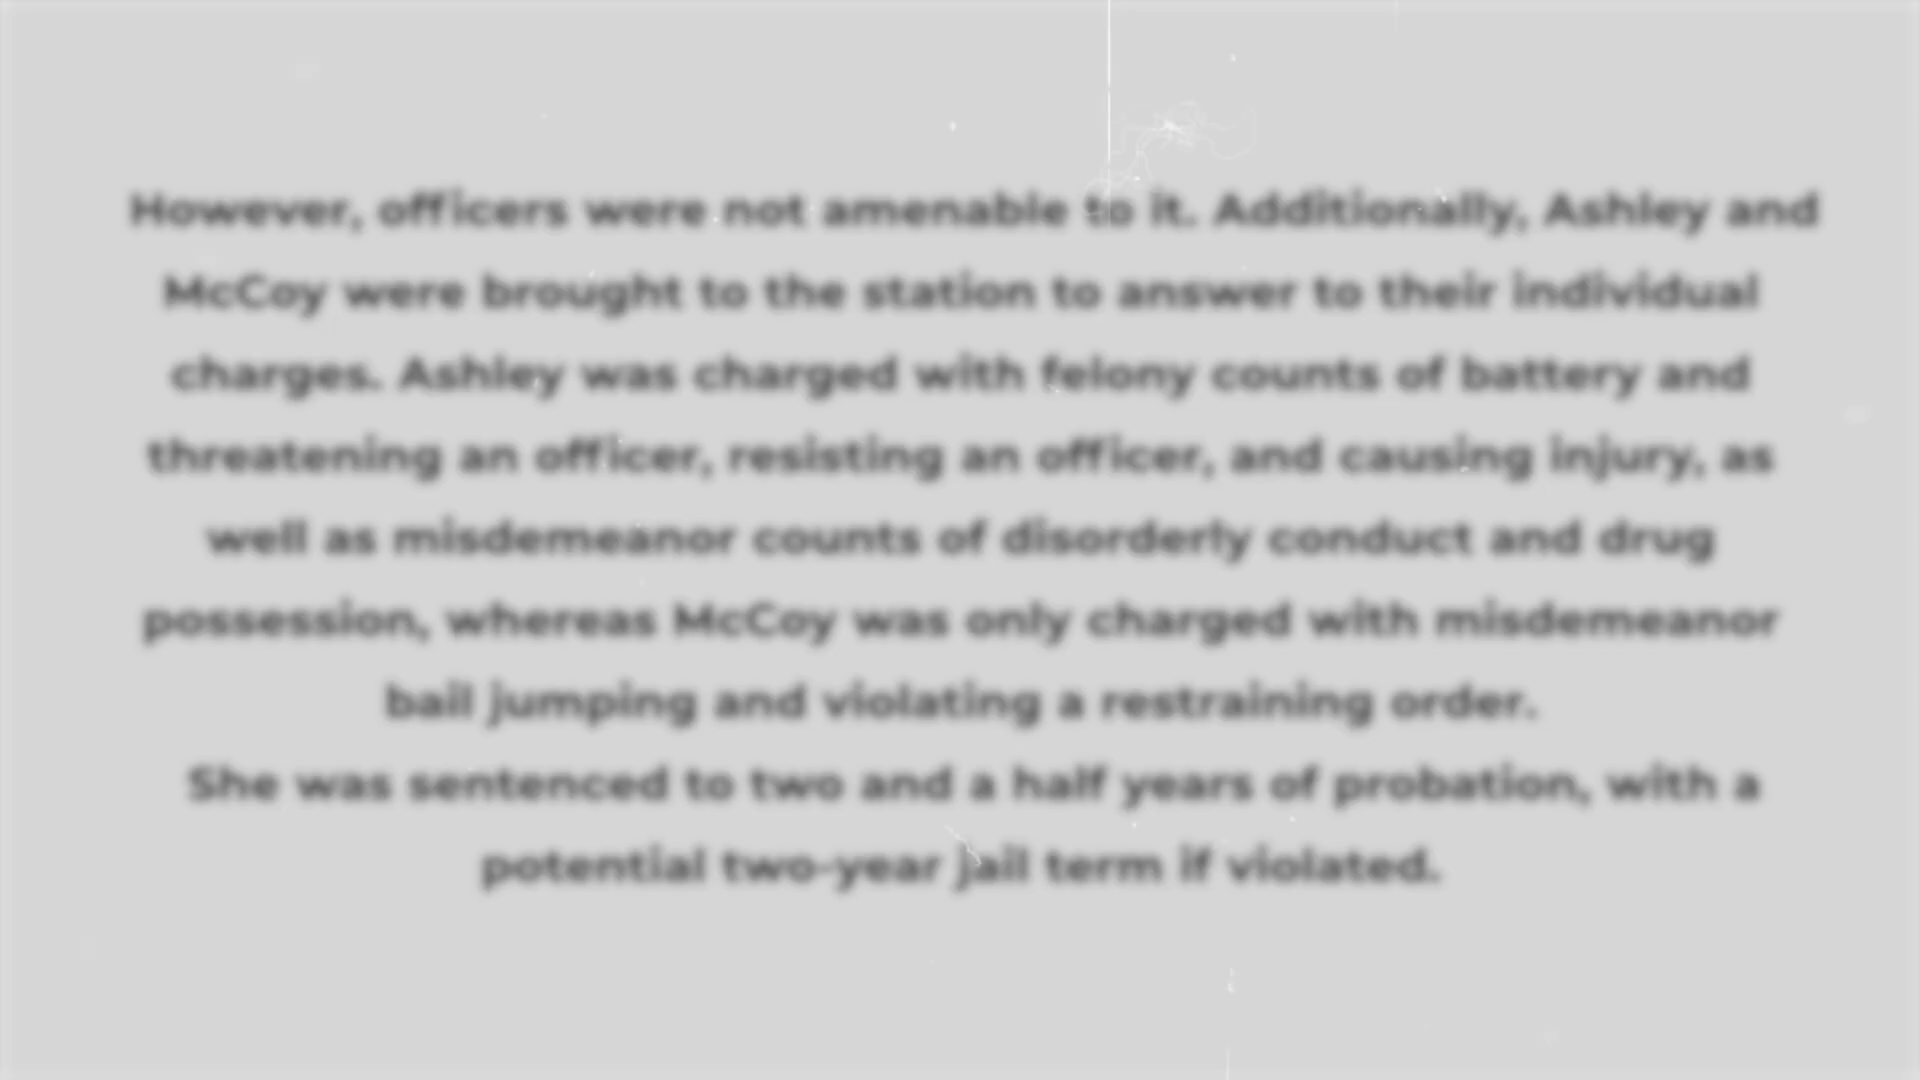 However, officers were not amenable to it. Additionally, Ashley and
McCoy were brought to the station to answer to their individual
charges. Ashley was charged with felony counts of battery and
threatening an officer, resisting an officer, and causing injury, as
well as misdemeanor counts of disorderly conduct and drug
possession, whereas McCoy was only charged with misdemeanor
bail jumping and violating a restraining order.
She was sentenced to two and a half years of probation, with a
potential two-year jail term if violated.